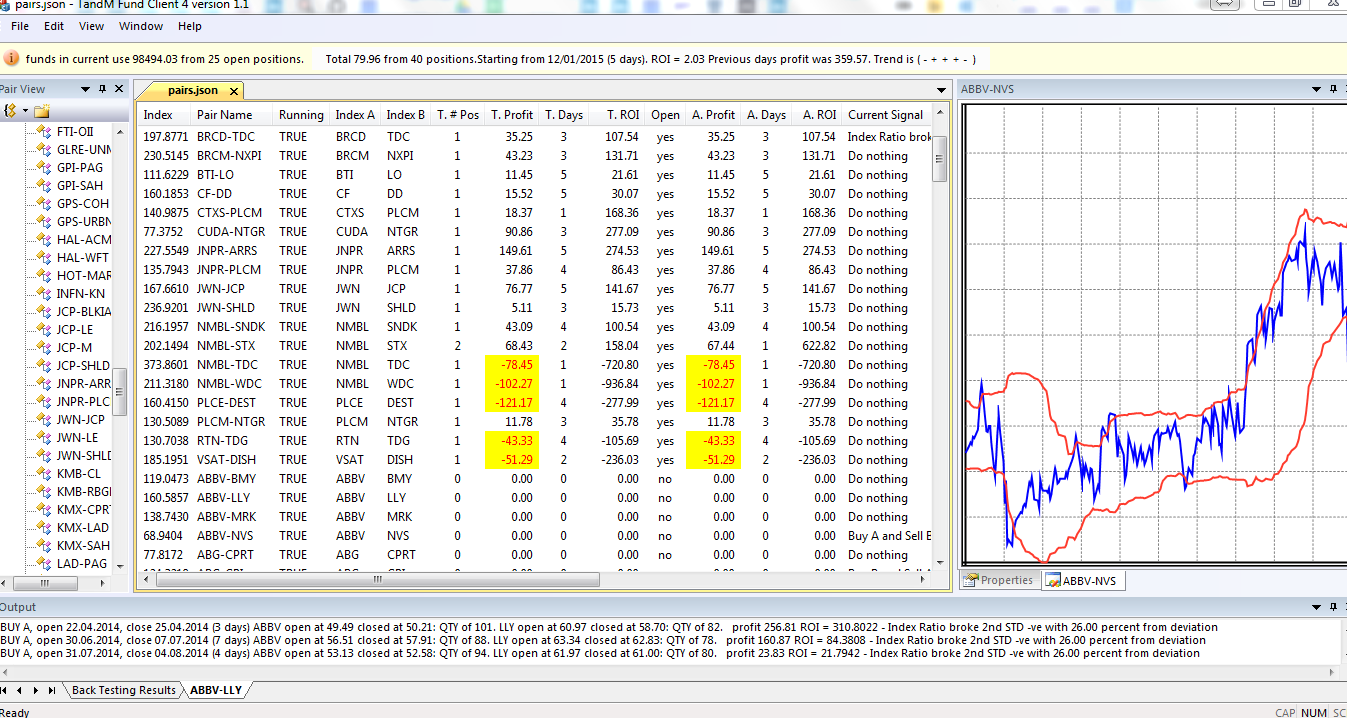 pairs.json - TandM Fund Client 4 version 1.1
File Edit View Window Help
funds in current use 98494.03 from 25 open positions. Total 79.96 from 40 positions.Starting from 12/01/2015 (5 days). ROI = 2.03 Previous days profit was 359.57. Trend is ( - + + + - )
Pair View
FTI-OII
GLRE-UNM
GPI-PAG
GPI-SAH
GPS-COH
GPS-URBN
HAL-ACM
HAL-WFT
HOT-MAR
INFN-KN
JCP-BLKIA
JCP-LE
JCP-M
JCP-SHLD
JNPR-ARR
JNPR-PLC
JWN-JCP
JWN-LE
JWN-SHLD
KMB-CL
KMB-RBGI
KMX-CPR
KMX-LAD
KMX-SAH
LAD-PAG
pairs.json
Index Pair Name Running Index A Index B T. # Pos T. Profit T. Days T. ROI Open A. Profit A. Days A. ROI Current Signal
197.8771 BRCD-TDC TRUE BRCD TDC 1 35.25 3 107.54 yes 35.25 3 107.54 Index Ratio brok
230.5145 BRCM-NXPI TRUE BRCM NXPI 1 43.23 3 131.71 yes 43.23 3 131.71 Do nothing
111.6229 BTI-LO TRUE BTI LO 1 11.45 5 21.61 yes 11.45 5 21.61 Do nothing
160.1853 CF-DD TRUE CF DD 1 15.52 5 30.07 yes 15.52 5 30.07 Do nothing
140.9875 CTXS-PLCM TRUE CTXS PLCM 1 18.37 1 168.36 yes 18.37 1 168.36 Do nothing
77.3752 CUDA-NTGR TRUE CUDA NTGR 1 90.86 3 277.09 yes 90.86 3 277.09 Do nothing
227.5549 JNPR-ARRS TRUE JNPR ARRS 1 149.61 5 274.53 yes 149.61 5 274.53 Do nothing
135.7943 JNPR-PLCM TRUE JNPR PLCM 1 37.86 4 86.43 yes 37.86 4 86.43 Do nothing
167.6610 JWN-JCP TRUE JWN JCP 1 76.77 5 141.67 yes 76.77 5 141.67 Do nothing
236.9201 JWN-SHLD TRUE JWN SHLD 1 5.11 3 15.73 yes 5.11 3 15.73 Do nothing
216.1957 NMBL-SNDK TRUE NMBL SNDK 1 43.09 4 100.54 yes 43.09 4 100.54 Do nothing
202.1494 NMBL-STX TRUE NMBL STX 2 68.43 2 158.04 yes 67.44 1 622.82 Do nothing
373.8601 NMBL-TDC TRUE NMBL TDC 1 -78.45 1 -720.80 yes -78.45 1 -720.80 Do nothing
211.3180 NMBL-WDC TRUE NMBL WDC 1 -102.27 1 -936.84 yes -102.27 1 -936.84 Do nothing
160.4150 PLCE-DEST TRUE PLCE DEST 1 -121.17 4 -277.99 yes -121.17 4 -277.99 Do nothing
130.5089 PLCM-NTGR TRUE PLCM NTGR 1 11.78 3 35.78 yes 11.78 3 35.78 Do nothing
130.7038 RTN-TDG TRUE RTN TDG 1 -43.33 4 -105.69 yes -43.33 4 -105.69 Do nothing
185.1951 VSAT-DISH TRUE VSAT DISH 1 -51.29 2 -236.03 yes -51.29 2 -236.03 Do nothing
119.0473 ABBV-BMY TRUE ABBV BMY 0 0.00 0 0.00 no 0.00 0 0.00 Do nothing
160.5857 ABBV-LLY TRUE ABBV LLY 0 0.00 0 0.00 no 0.00 0 0.00 Do nothing
138.7430 ABBV-MRK TRUE ABBV MRK 0 0.00 0 0.00 no 0.00 0 0.00 Do nothing
68.9404 ABBV-NVS TRUE ABBV NVS 0 0.00 0 0.00 no 0.00 0 0.00 Buy A and Sell B
77.8172 ABG-CPRT TRUE ABG CPRT 0 0.00 0 0.00 no 0.00 0 0.00 Do nothing
ABBV-NVS
Properties ABBV-NVS
Output
BUY A, open 22.04.2014, close 25.04.2014 (3 days) ABBV open at 49.49 closed at 50.21: QTY of 101. LLY open at 60.97 closed at 58.70: QTY of 82. profit 256.81 ROI = 310.8022 - Index Ratio broke 2nd STD -ve with 26.00 percent from deviation
BUY A, open 30.06.2014, close 07.07.2014 (7 days) ABBV open at 56.51 closed at 57.91: QTY of 88. LLY open at 63.34 closed at 62.83: QTY of 78. profit 160.87 ROI = 84.3808 - Index Ratio broke 2nd STD -ve with 26.00 percent from deviation
BUY A, open 31.07.2014, close 04.08.2014 (4 days) ABBV open at 53.13 closed at 52.58: QTY of 94. LLY open at 61.97 closed at 61.00: QTY of 80. profit 23.83 ROI = 21.7942 - Index Ratio broke 2nd STD -ve with 26.00 percent from deviation
Back Testing Results ABBV-LLY
Ready
CAP NUM SC